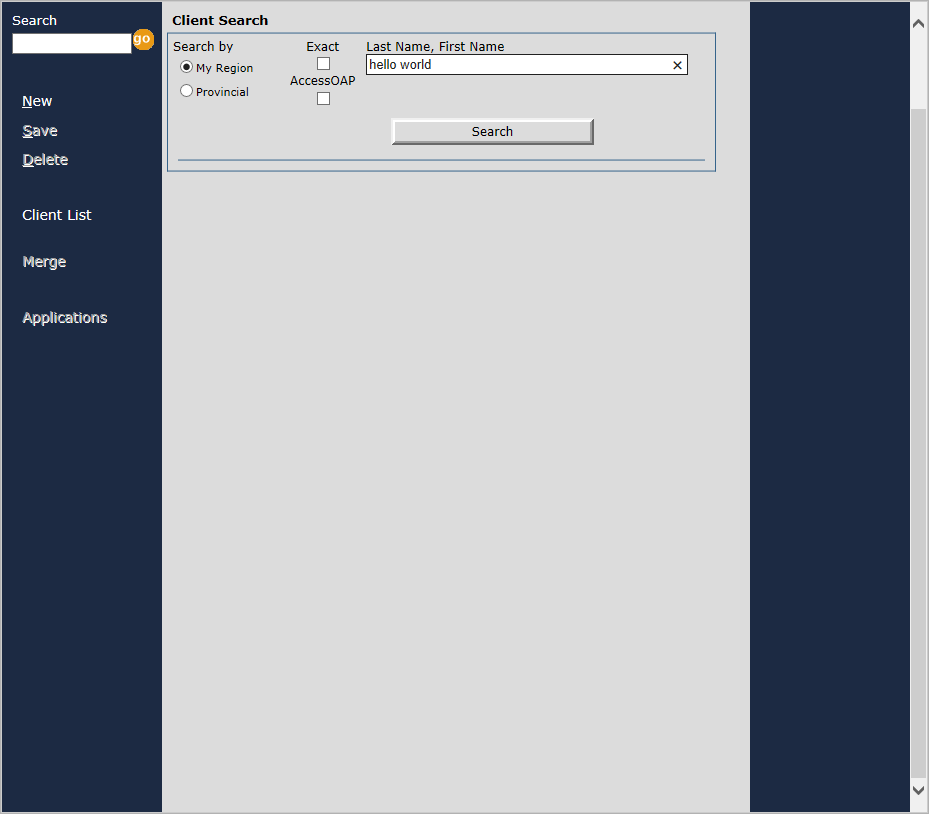 Search
go
New
Save
Delete
Client List
Merge
Applications
Client Search
Search by
My Region
Provincial
Exact
AccessOAP
Last Name, First Name
hello world
Search